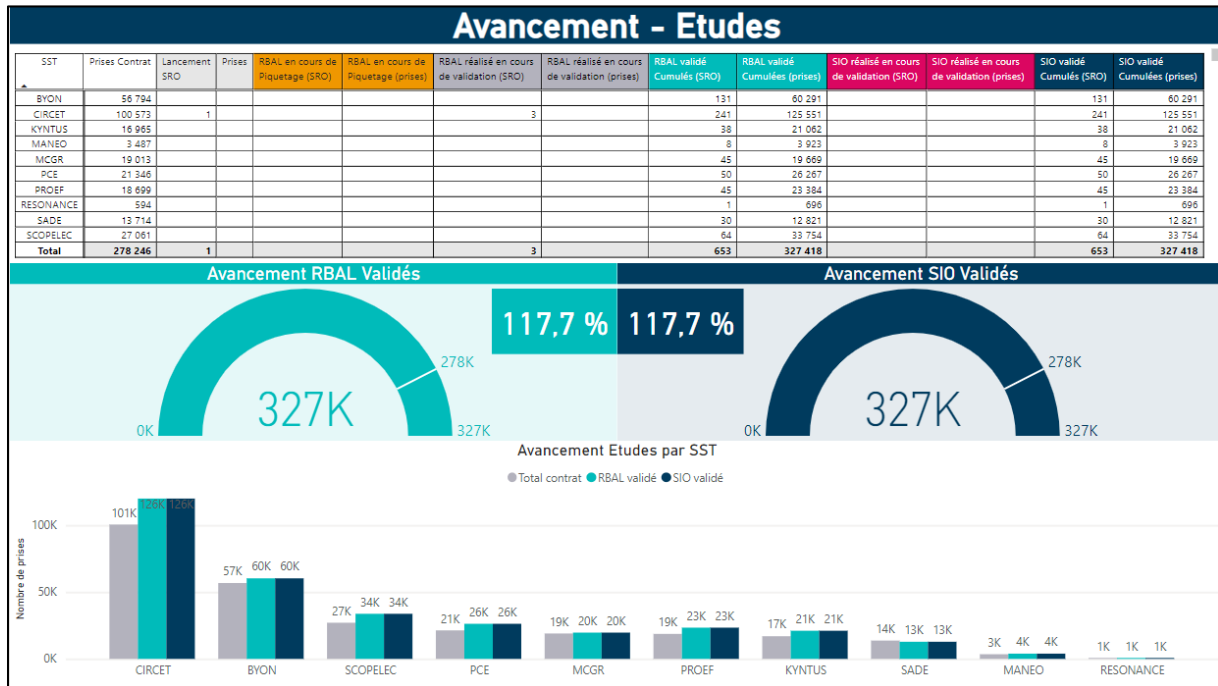 Avancement - Etudes
SST Prises Contrat Lancement SRO Prises RBAL en cours de Piquetage (SRO) RBAL en cours de Piquetage (prises) RBAL réalisé en cours de validation (SRO) RBAL réalisé en cours de validation (prises) RBAL validé Cumulés (SRO) RBAL validé Cumulées (prises) SIO réalisé en cours de validation (SRO) SIO réalisé en cours de validation (prises) SIO validé Cumulés (SRO) SIO validé Cumulées (prises)
BYON 56 794 131 60 291 131 60 291
CIRCET 100 573 1 3 241 125 551 241 125 551
KYNTUS 16 965 38 21 062 38 21 062
MANEO 3 487 8 3 923 8 3 923
MCGR 19 013 45 19 669 45 19 669
PCE 21 346 50 26 267 50 26 267
PROEF 18 699 45 23 384 45 23 384
RESONANCE 594 1 696 1 696
SADE 13 714 30 12 821 30 12 821
SCOPELEC 27 061 64 33 754 64 33 754
Total 278 246 1 3 653 327 418 653 327 418
Avancement RBAL Validés
Avancement SIO Validés
117,7 % 117,7 %
278K 278K
327K 327K
0K 327K 0K 327K
Avancement Etudes par SST
Total contrat RBAL validé SIO validé
Nombre de prises
100K
50K
0K
101K 126K 126K
57K 60K 60K
27K 34K 34K
21K 26K 26K
19K 20K 20K
19K 23K 23K
17K 21K 21K
14K 13K 13K
3K 4K 4K
1K 1K 1K
CIRCET BYON SCOPELEC PCE MCGR PROEF KYNTUS SADE MANEO RESONANCE